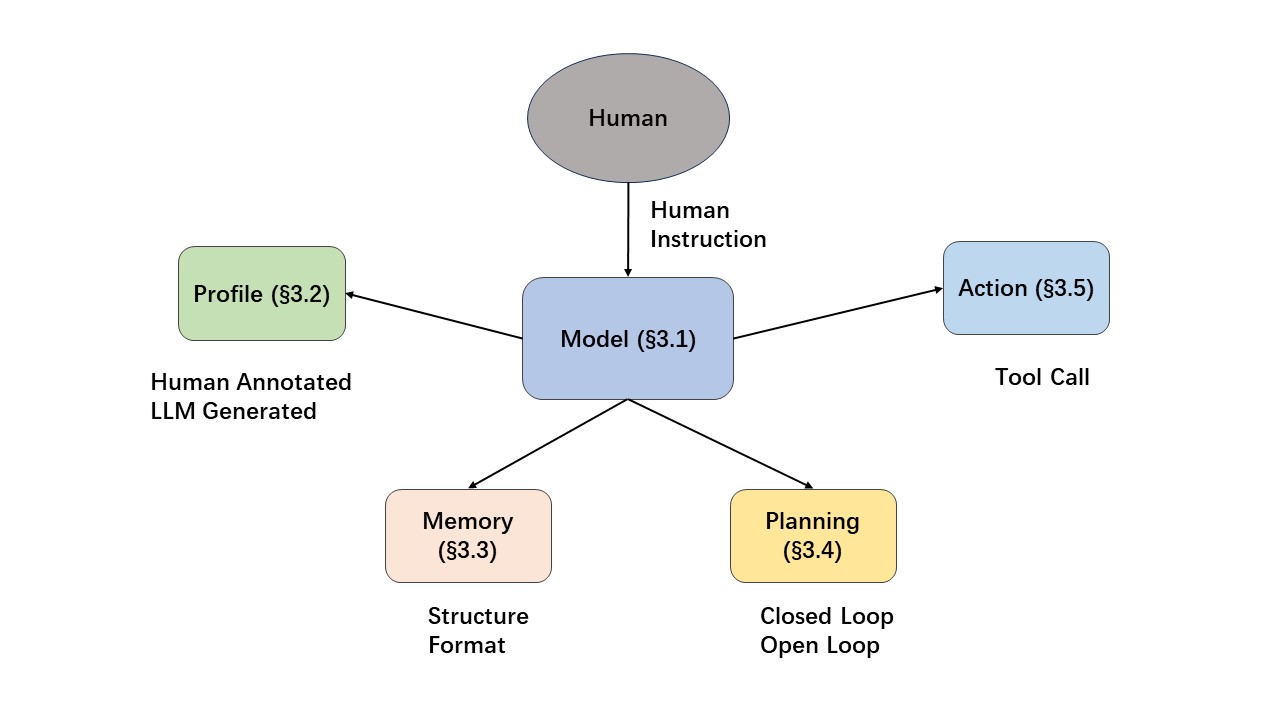 Human
Human
Instruction
Profile (§3.2)
Model (§3.1)
Action (§3.5)
Human Annotated
LLM Generated
Tool Call
Memory
(§3.3)
Planning
(§3.4)
Structure
Format
Closed Loop
Open Loop